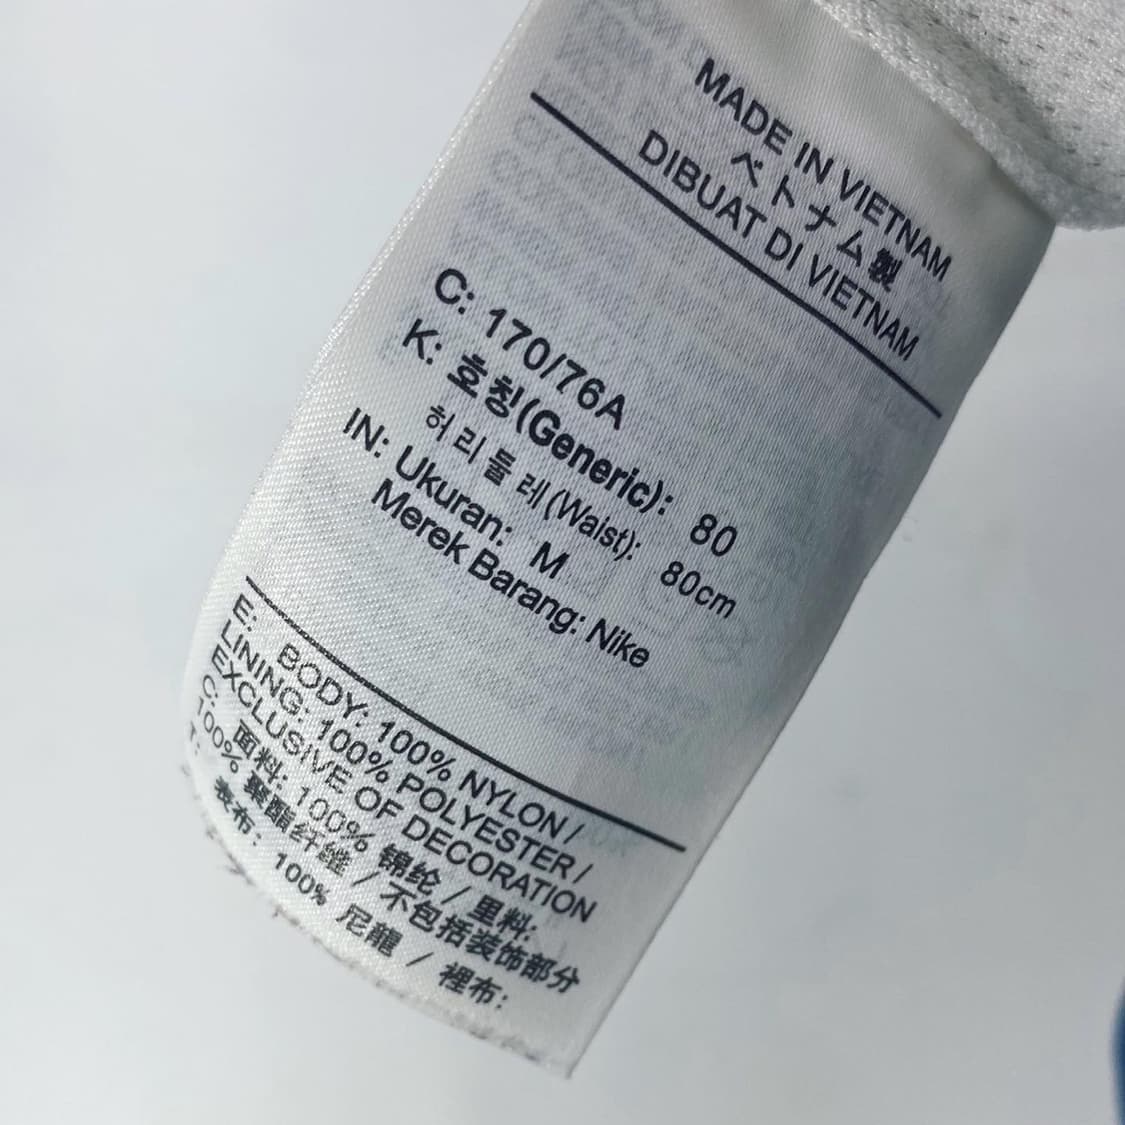 MADE IN VIETNAM
ベトナム製
DIBUAT DI VIETNAM
C: 170/76A
K: 호칭(Generic): 80
허리둘레(Waist): 80cm
IN: Ukuran: M
Merek Barang: Nike
E: BODY: 100% NYLON /
LINING: 100% POLYESTER /
EXCLUSIVE OF DECORATION
C: 面料: 100% 锦纶 / 里料:
100% 聚酯纤维 / 不包括装饰部分
T: 表布: 100% 尼龍 / 裡布: